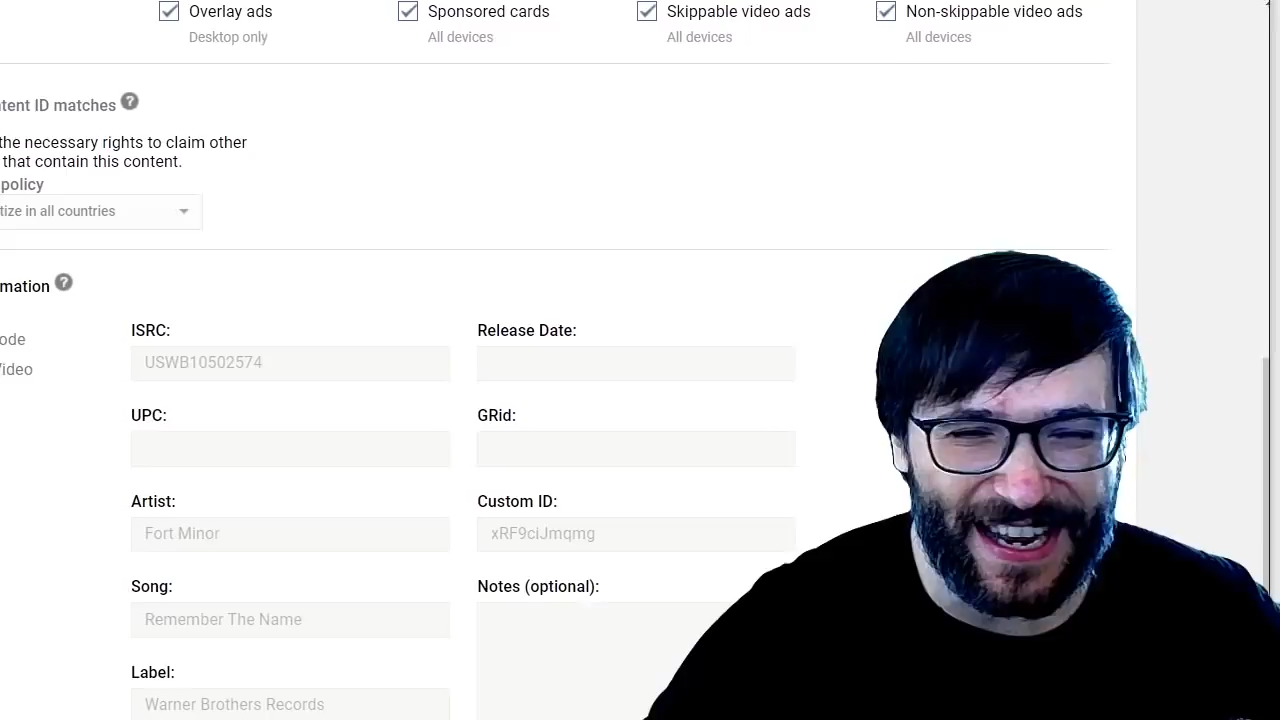 Overlay ads
Sponsored cards
Skippable video ads
Non-skippable video ads
Desktop only
All devices
All devices
All devices
tent ID matches ?
the necessary rights to claim other
that contain this content.
policy
tize in all countries
mation ?
ode
Video
ISRC:
USWB10502574
Release Date:
UPC:
GRid:
Artist:
Fort Minor
Custom ID:
xRF9ciJmqmg
Song:
Remember The Name
Notes (optional):
Label:
Warner Brothers Records